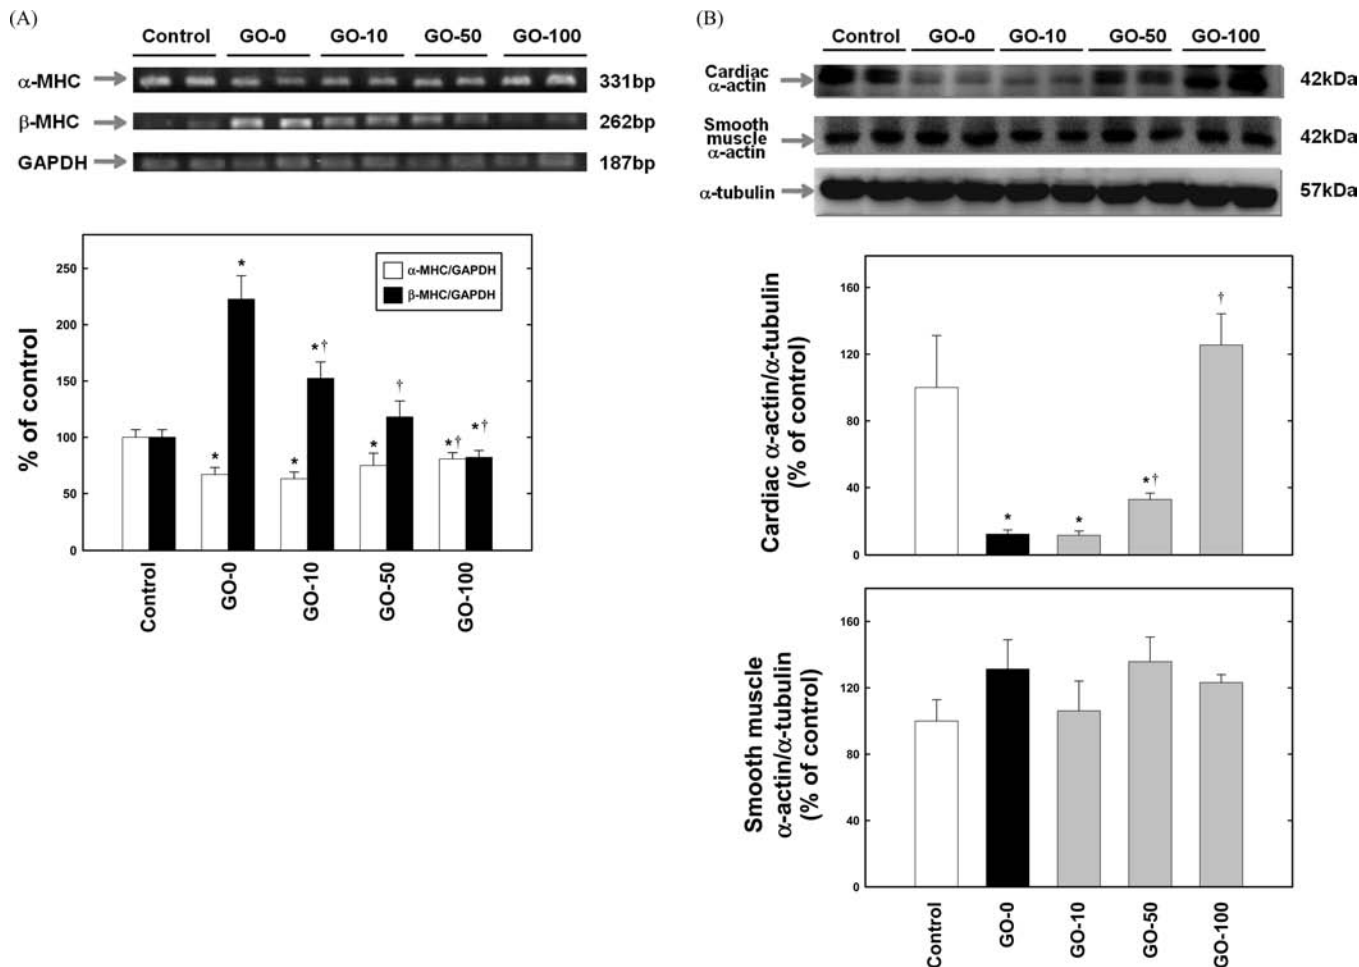 (A)
Control GO-0 GO-10 GO-50 GO-100
α-MHC 331bp
β-MHC 262bp
GAPDH 187bp
% of control
250
200
150
100
50
0
α-MHC/GAPDH
β-MHC/GAPDH
*
*
*
*†
*
†
*†
*†
Control GO-0 GO-10 GO-50 GO-100
(B)
Control GO-0 GO-10 GO-50 GO-100
Cardiac
α-actin
42kDa
Smooth
muscle
α-actin
42kDa
α-tubulin 57kDa
Cardiac α-actin/α-tubulin
(% of control)
160
120
80
40
0
*
*
*†
†
Smooth muscle
α-actin/α-tubulin
(% of control)
160
120
80
40
0
Control GO-0 GO-10 GO-50 GO-100